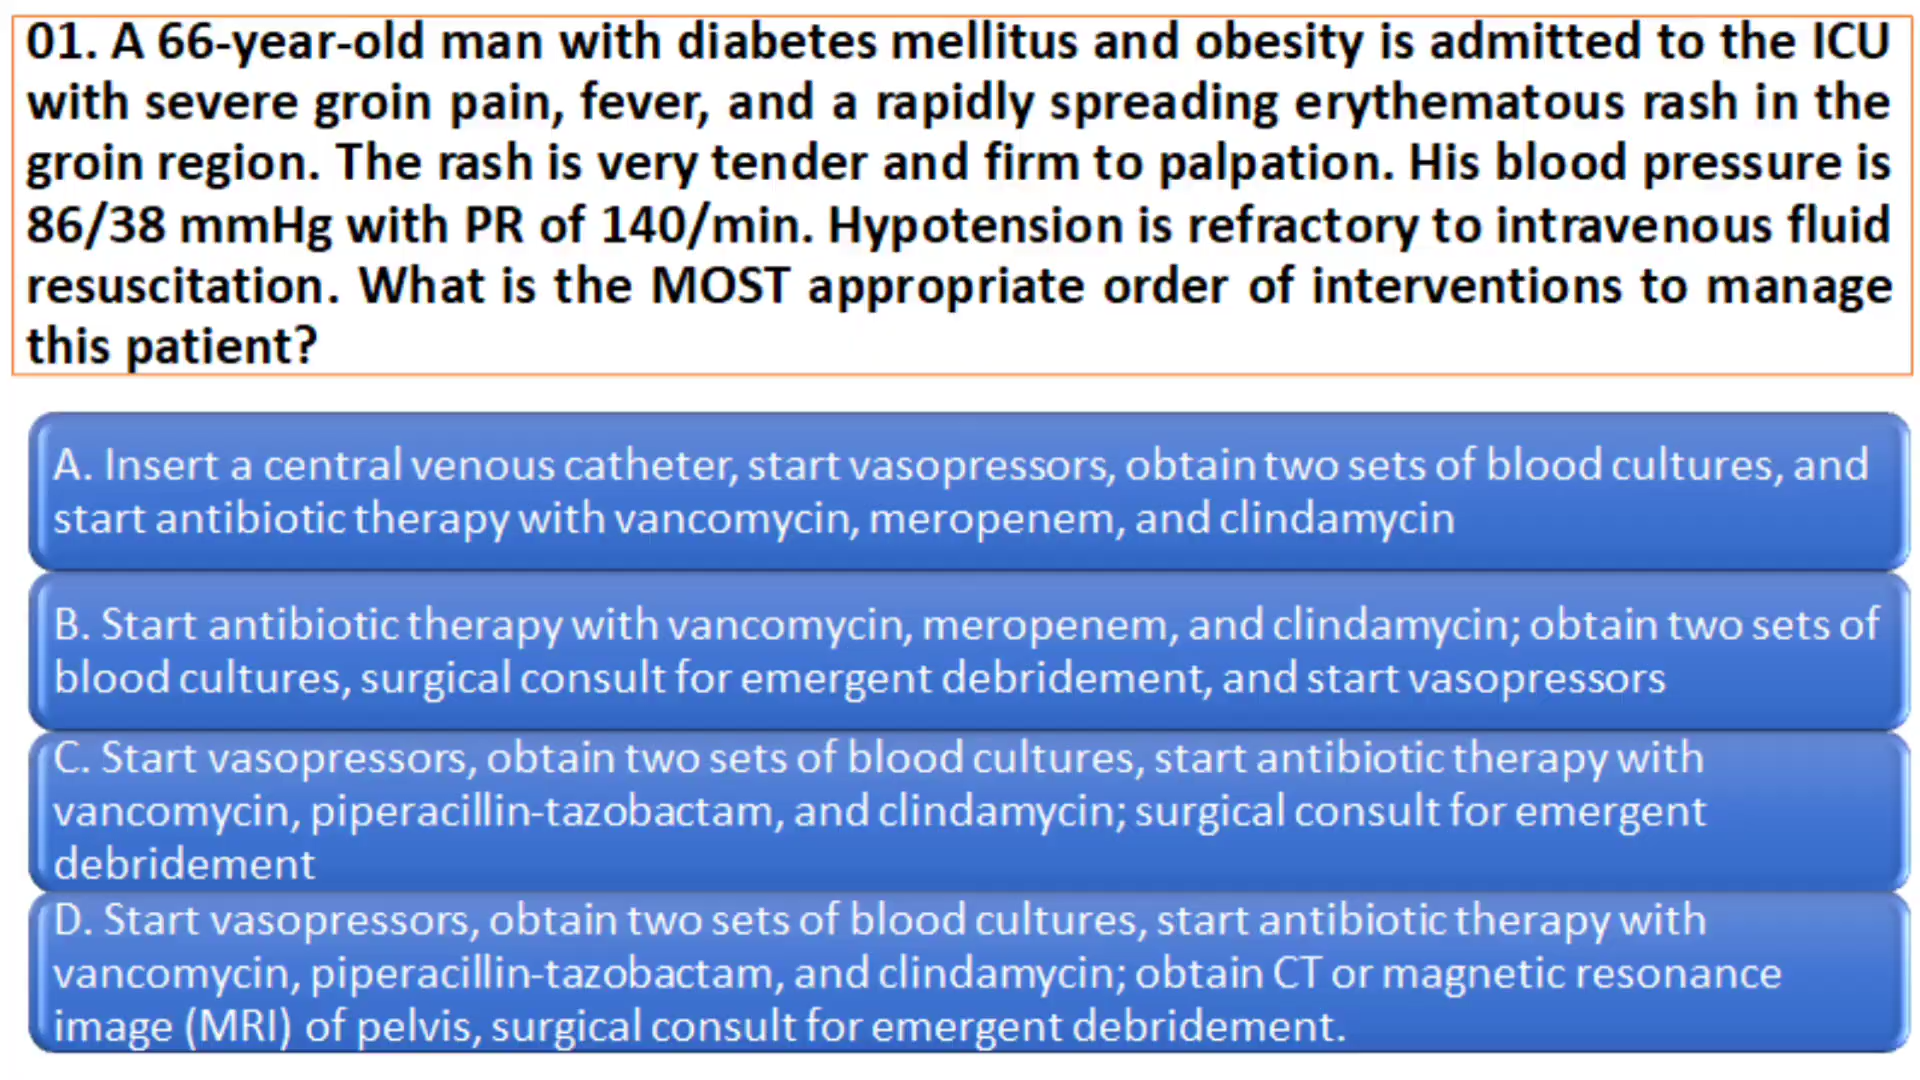 01. A 66-year-old man with diabetes mellitus and obesity is admitted to the ICU
with severe groin pain, fever, and a rapidly spreading erythematous rash in the
groin region. The rash is very tender and firm to palpation. His blood pressure is
86/38 mmHg with PR of 140/min. Hypotension is refractory to intravenous fluid
resuscitation. What is the MOST appropriate order of interventions to manage
this patient?
A. Insert a central venous catheter, start vasopressors, obtain two sets of blood cultures, and
start antibiotic therapy with vancomycin, meropenem, and clindamycin
B. Start antibiotic therapy with vancomycin, meropenem, and clindamycin; obtain two sets of
blood cultures, surgical consult for emergent debridement, and start vasopressors
C. Start vasopressors, obtain two sets of blood cultures, start antibiotic therapy with
vancomycin, piperacillin-tazobactam, and clindamycin; surgical consult for emergent
debridement
D. Start vasopressors, obtain two sets of blood cultures, start antibiotic therapy with
vancomycin, piperacillin-tazobactam, and clindamycin; obtain CT or magnetic resonance
image (MRI) of pelvis, surgical consult for emergent debridement.